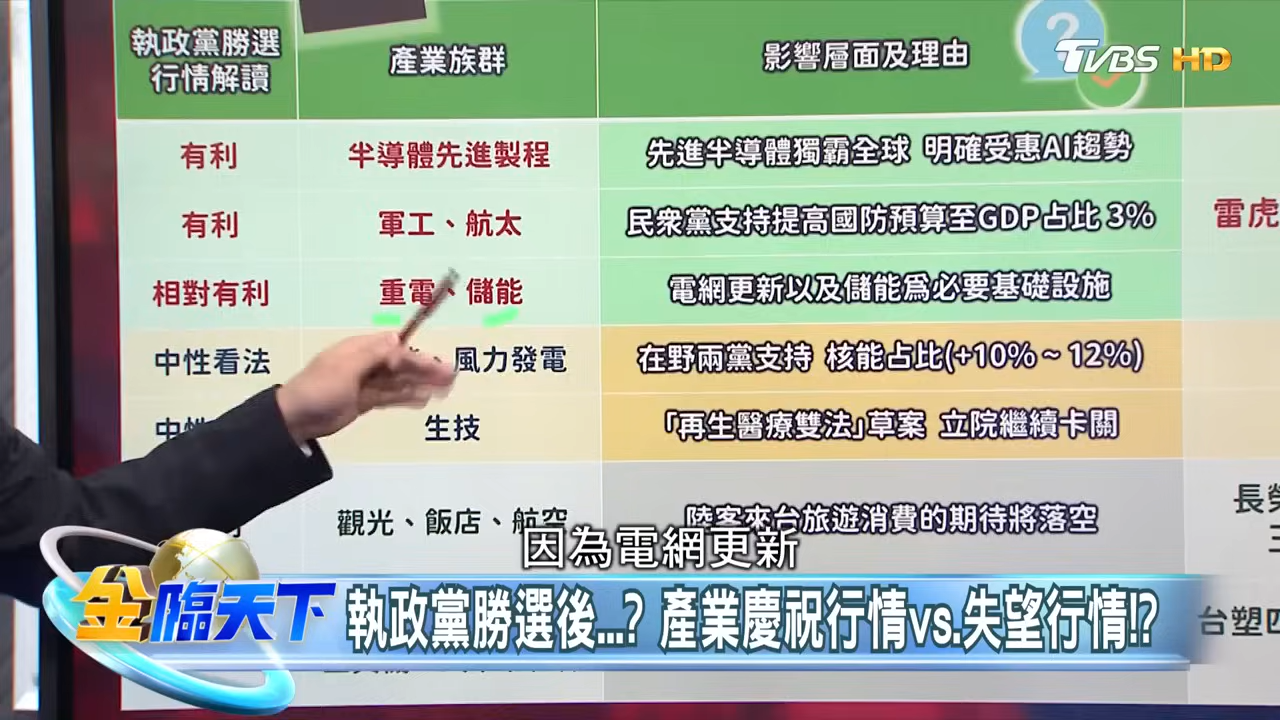 執政黨勝選
行情解讀
產業族群
影響層面及理由
?
TVBS HD
有利
半導體先進製程
先進半導體獨霸全球 明確受惠AI趨勢
有利
軍工、航太
民眾黨支持提高國防預算至GDP占比 3%
雷虎
相對有利
重電、儲能
電網更新以及儲能為必要基礎設施
中性看法
、風力發電
在野兩黨支持 核能占比(+10%~12%)
中性
生技
「再生醫療雙法」草案 立院繼續卡關
觀光、飯店、航空
陸客來台旅遊消費的期待將落空
長榮
因為電網更新
金臨天下
執政黨勝選後...? 產業慶祝行情vs.失望行情!?
台塑四